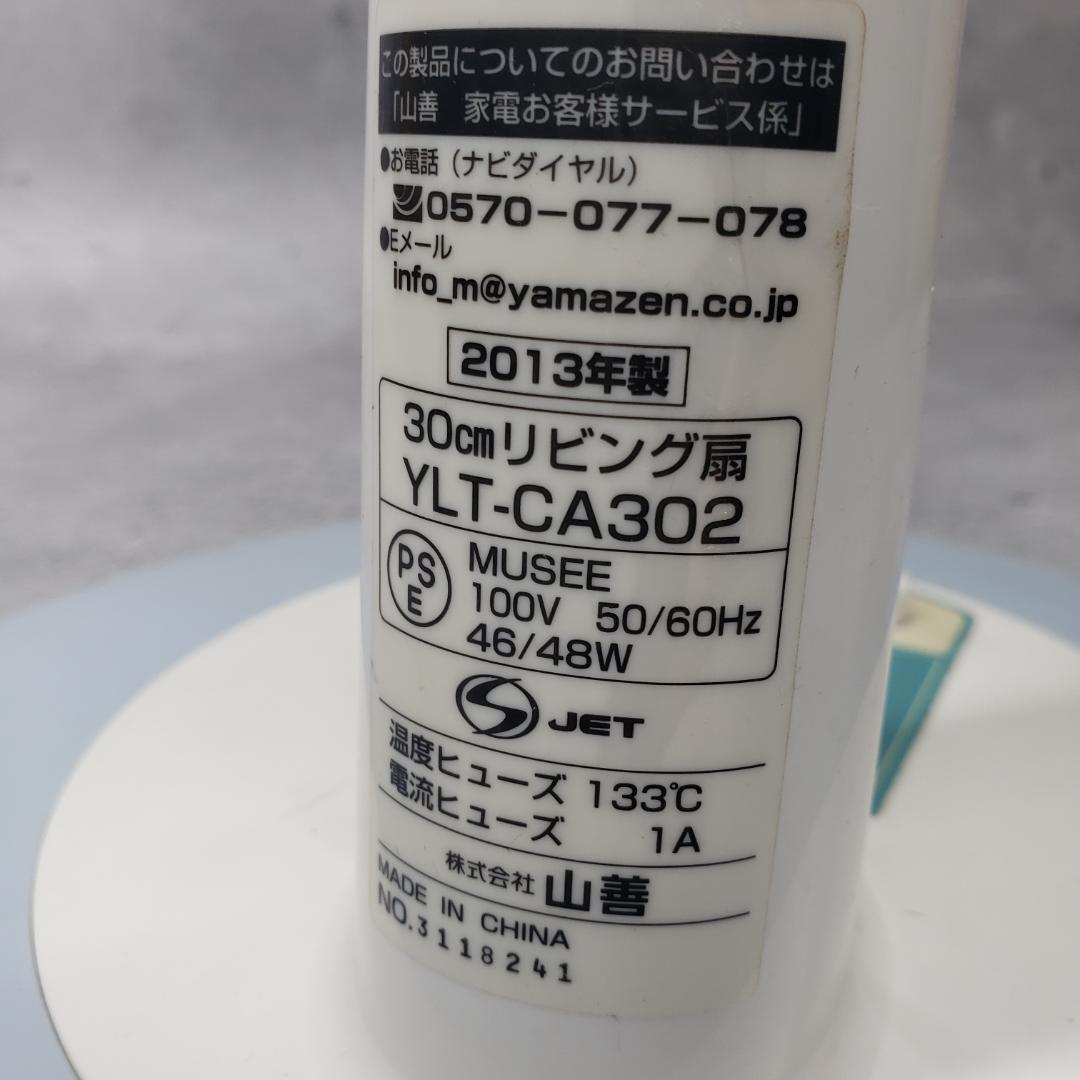 この製品についてのお問い合わせは
「山善 家電お客様サービス係」
●お電話(ナビダイヤル)
0570-077-078
●Eメール
info_m@yamazen.co.jp
2013年製
30cmリビング扇
YLT-CA302
PSE
MUSEE
100V 50/60Hz
46/48W
JET
温度ヒューズ 133℃
電流ヒューズ 1A
株式会社 山善
MADE IN CHINA
NO.3118241